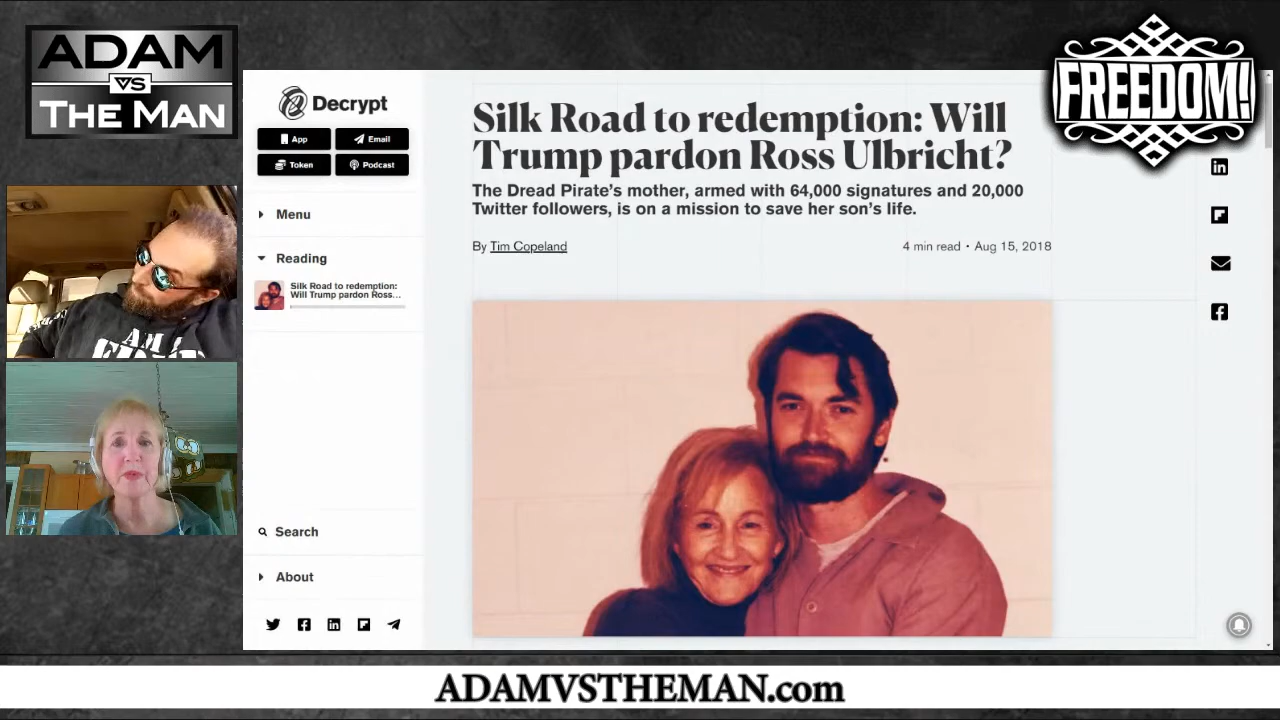 ADAM
VS
THE MAN
FREEDOM!
Decrypt
App
Email
Token
Podcast
Menu
Reading
Silk Road to redemption:
Will Trump pardon Ross...
Search
About
Silk Road to redemption: Will
Trump pardon Ross Ulbricht?
The Dread Pirate's mother, armed with 64,000 signatures and 20,000
Twitter followers, is on a mission to save her son's life.
By Tim Copeland
4 min read • Aug 15, 2018
AM I
ADAMVSTHEMAN.com